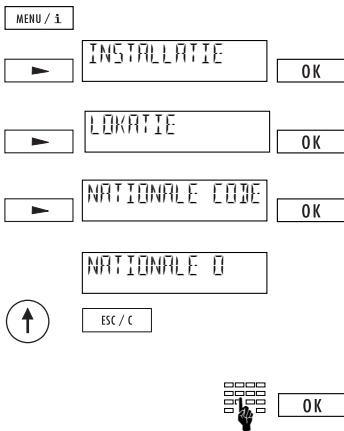 MENU / i
INSTALLATIE
OK
LOKATIE
OK
NATIONALE CODE
OK
NATIONALE 0
ESC / C
OK